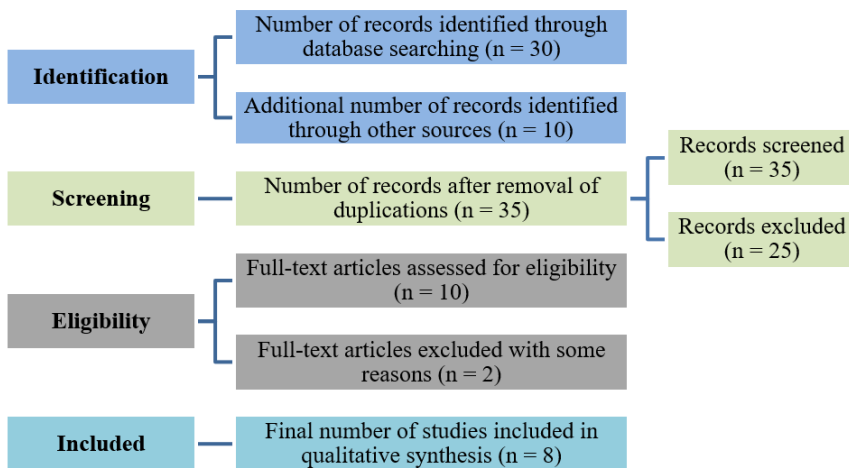 Identification
Number of records identified through
database searching (n = 30)
Additional number of records identified
through other sources (n = 10)
Screening
Number of records after removal of
duplications (n = 35)
Records screened
(n = 35)
Records excluded
(n = 25)
Eligibility
Full-text articles assessed for eligibility
(n = 10)
Full-text articles excluded with some
reasons (n = 2)
Included
Final number of studies included in
qualitative synthesis (n = 8)